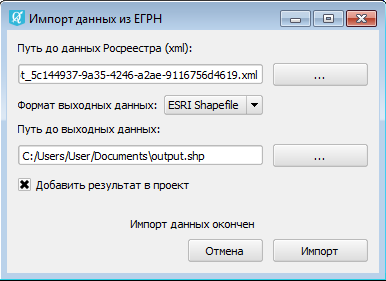 Импорт данных из ЕГРН
Путь до данных Росреестра (xml):
t_5c144937-9a35-4246-a2ae-9116756d4619.xml
...
Формат выходных данных: ESRI Shapefile
Путь до выходных данных:
C:/Users/User/Documents\output.shp
...
Добавить результат в проект
Импорт данных окончен
Отмена
Импорт